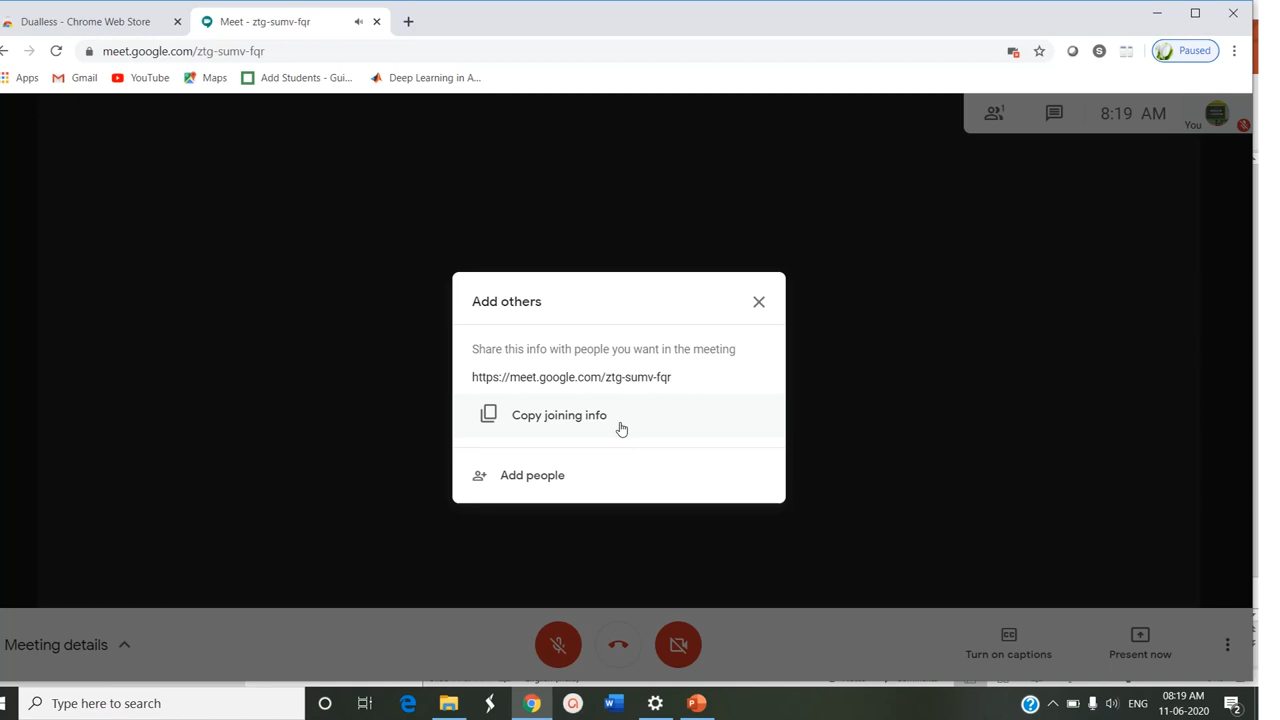 Dualless - Chrome Web Store
Meet - ztg-sumv-fqr
meet.google.com/ztg-sumv-fqr
Paused
Apps
Gmail
YouTube
Maps
Add Students - Gui...
Deep Learning in A...
1
8:19 AM
You
Add others
Share this info with people you want in the meeting
https://meet.google.com/ztg-sumv-fqr
Copy joining info
Add people
Meeting details
Turn on captions
Present now
Type here to search
ENG
08:19 AM
11-06-2020
2